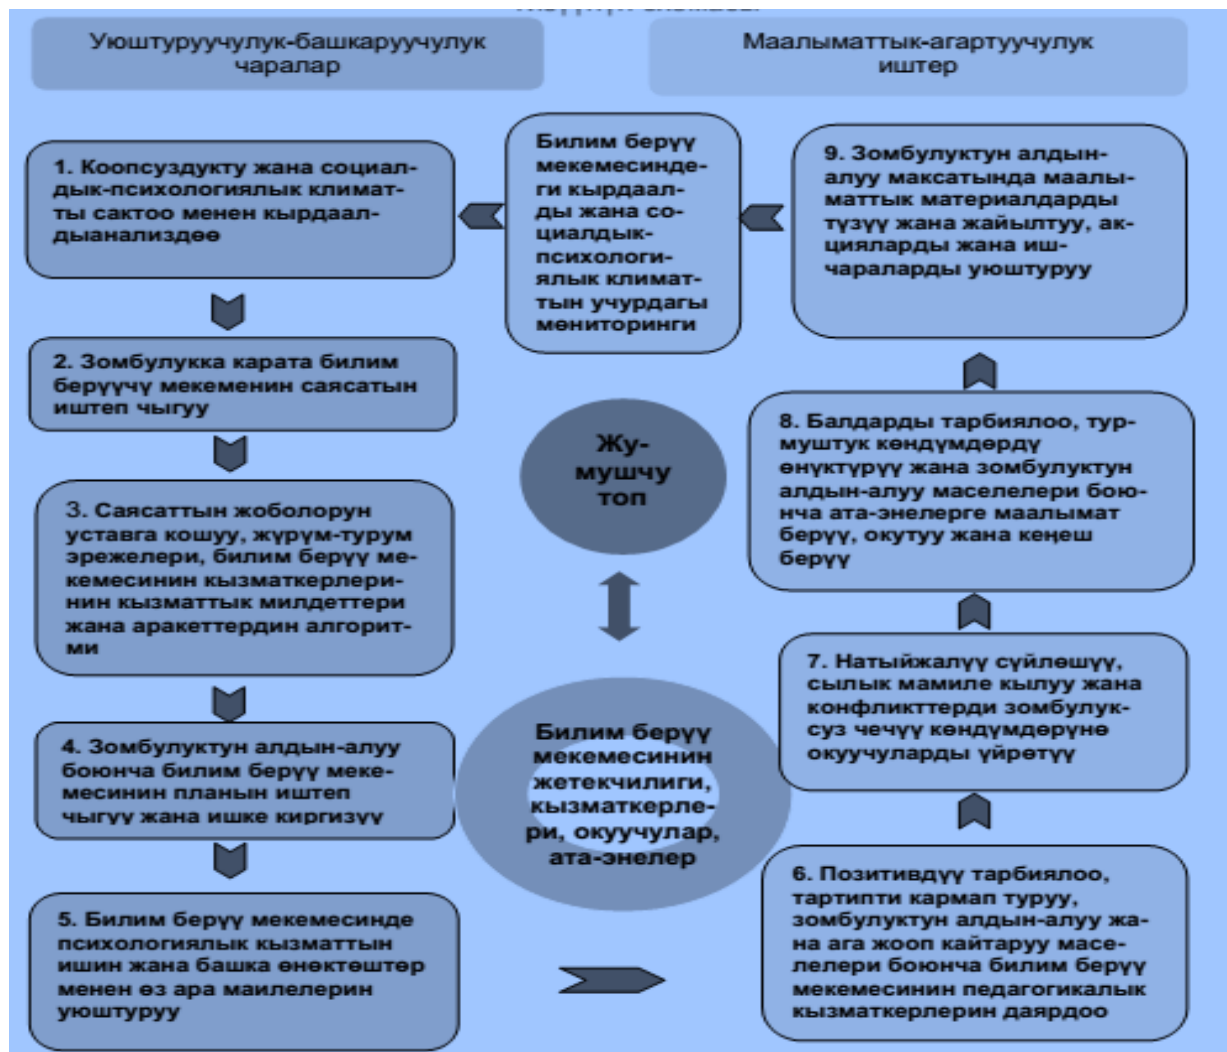 Уюштуруучулук-башкаруучулук
чаралар
Маалыматтык-агартуучулук
иштер
1. Коопсуздукту жана социал-
дык-психологиялык климат-
ты сактоо менен кырдаал-
дыанализдөө
2. Зомбулукка карата билим
берүүчү мекеменин саясатын
иштеп чыгуу
3. Саясаттын жоболорун
уставга кошуу, жүрүм-турум
эрежелери, билим берүү ме-
кемесинин кызматкерлери-
нин кызматтык милдеттери
жана аракеттердин алгорит-
ми
4. Зомбулуктун алдын-алуу
боюнча билим берүү меке-
месинин планын иштеп
чыгуу жана ишке киргизүү
5. Билим берүү мекемесинде
психологиялык кызматтын
ишин жана башка өнөктөштөр
менен өз ара маилелерин
уюштуруу
Билим берүү
мекемесинде-
ги кырдаал-
ды жана со-
циалдык-
психологи-
ялык климат-
тын учурдагы
мониторинги
Жу-
мушчу
топ
Билим берүү
мекемесинин
жетекчилиги,
кызматкерле-
ри, окуучулар,
ата-энелер
9. Зомбулуктун алдын-
алуу максатында маалы-
маттык материалдарды
түзүү жана жайылтуу, ак-
цияларды жана иш-
чараларды уюштуруу
8. Балдарды тарбиялоо, тур-
муштук көндүмдөрдү
өнүктүрүү жана зомбулуктун
алдын-алуу маселелери бою-
нча ата-энелерге маалымат
берүү, окутуу жана кеңеш
берүү
7. Натыйжалүү сүйлөшүү,
сылык мамиле кылуу жана
конфликттерди зомбулук-
суз чечүү көндүмдөрүнө
окуучуларды үйрөтүү
6. Позитивдүү тарбиялоо,
тартипти кармап туруу,
зомбулуктун алдын-алуу жа-
на ага жооп кайтаруу масе-
лелери боюнча билим берүү
мекемесинин педагогикалык
кызматкерлерин даярдоо